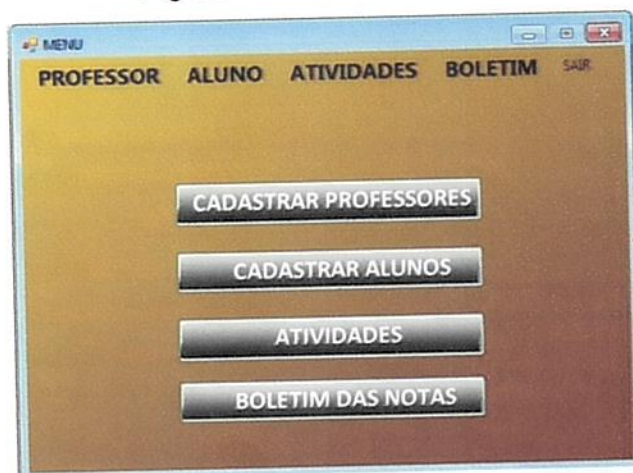 MENU
PROFESSOR ALUNO ATIVIDADES BOLETIM SAIR
CADASTRAR PROFESSORES
CADASTRAR ALUNOS
ATIVIDADES
BOLETIM DAS NOTAS